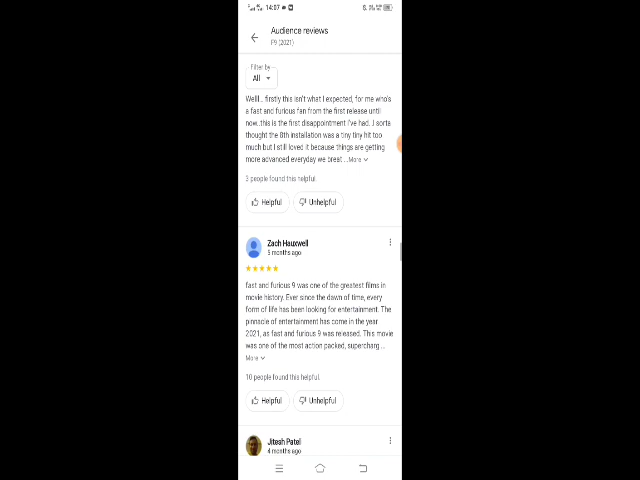 14:07
Audience reviews
F9 (2021)
Filter by
All
Welll... firstly this isn't what I expected, for me who's
a fast and furious fan from the first release until
now..this is the first disappointment I've had. .I sorta
thought the 8th installation was a tiny tiny bit too
much but I still loved it because things are getting
more advanced everyday we breat ...More
3 people found this helpful.
Helpful
Unhelpful
Zach Hauxwell
5 months ago
fast and furious 9 was one of the greatest films in
movie history. Ever since the dawn of time, every
form of life has been looking for entertainment. The
pinnacle of entertainment has come in the year
2021, as fast and furious 9 was released. This movie
was one of the most action packed, supercharg ...
More
10 people found this helpful.
Helpful
Unhelpful
Jitesh Patel
4 months ago